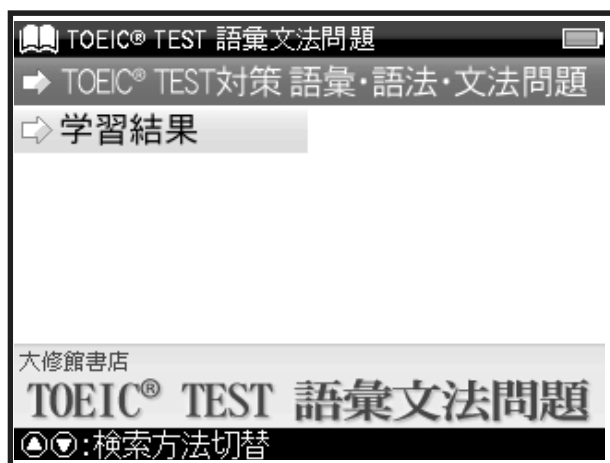 TOEIC® TEST 語彙文法問題
TOEIC® TEST対策 語彙・語法・文法問題
学習結果
大修館書店
TOEIC® TEST 語彙文法問題
:検索方法切替